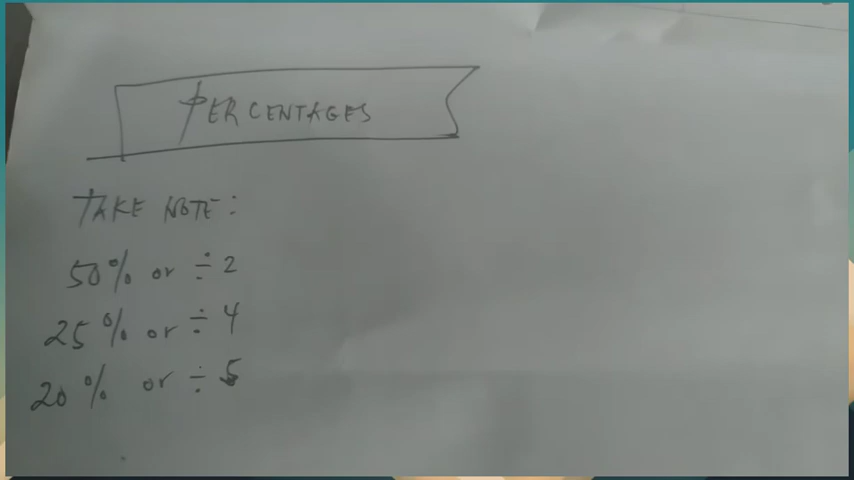 PERCENTAGES
TAKE NOTE:
50% or ÷ 2
25% or ÷ 4
20% or ÷ 5